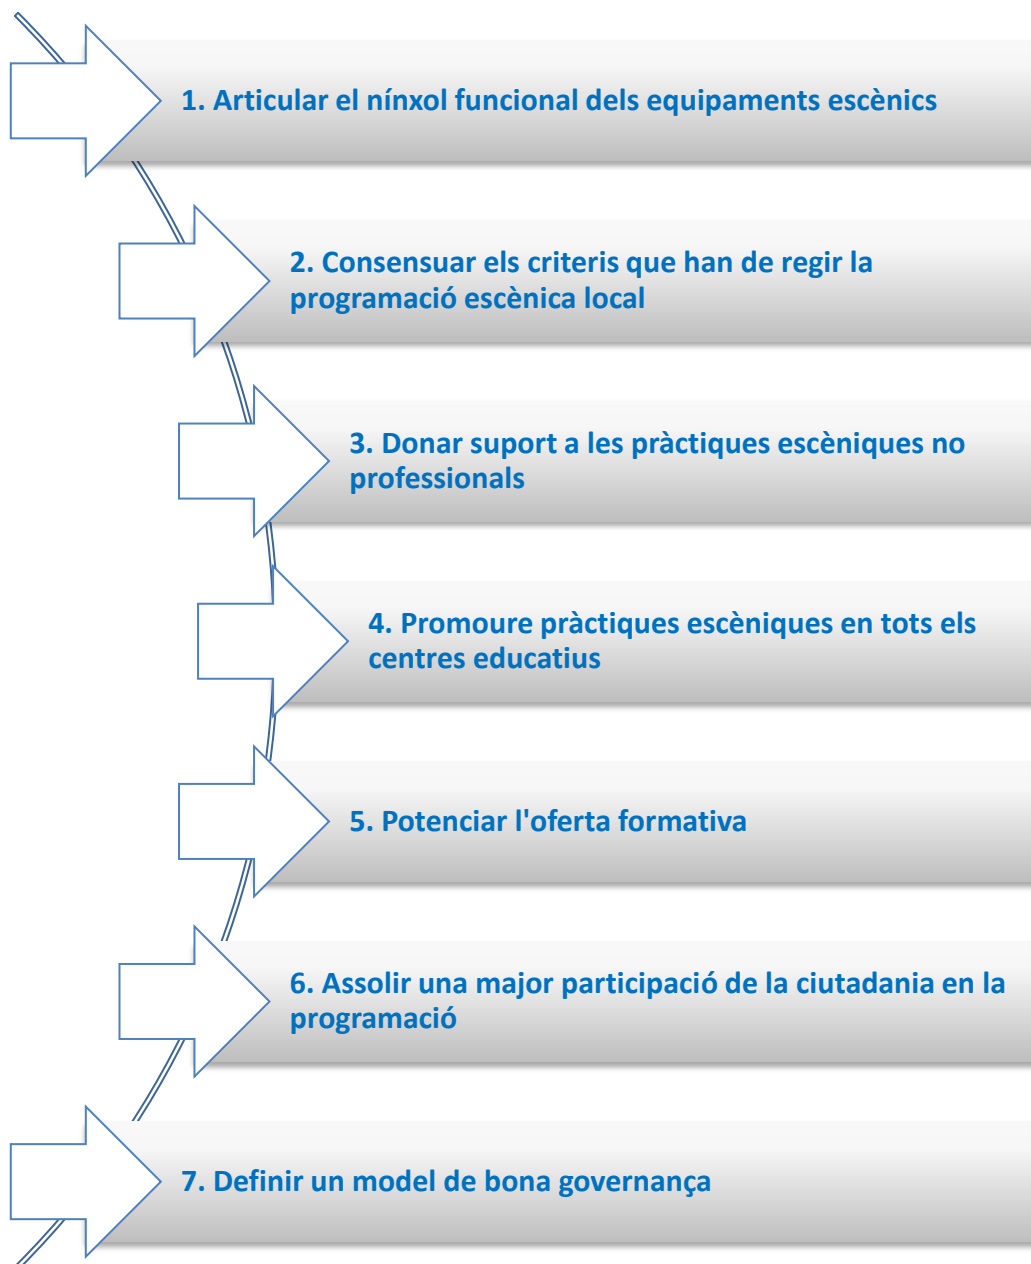 1. Articular el nínxol funcional dels equipaments escènics
2. Consensuar els criteris que han de regir la
programació escènica local
3. Donar suport a les pràctiques escèniques no
professionals
4. Promoure pràctiques escèniques en tots els
centres educatius
5. Potenciar l'oferta formativa
6. Assolir una major participació de la ciutadania en la
programació
7. Definir un model de bona governança